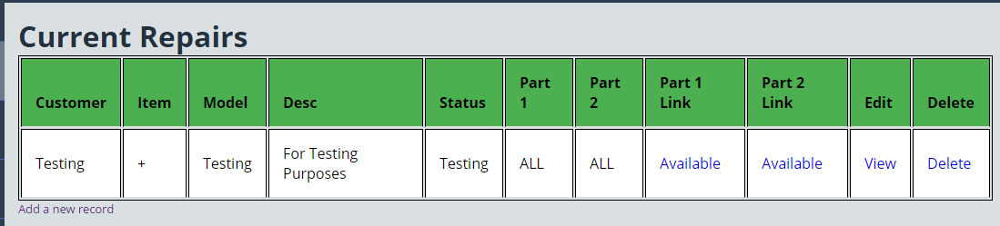 Current Repairs
Customer Item Model Desc Status Part 1 Part 2 Part 1 Link Part 2 Link Edit Delete
Testing + Testing For Testing Purposes Testing ALL ALL Available Available View Delete
Add a new record